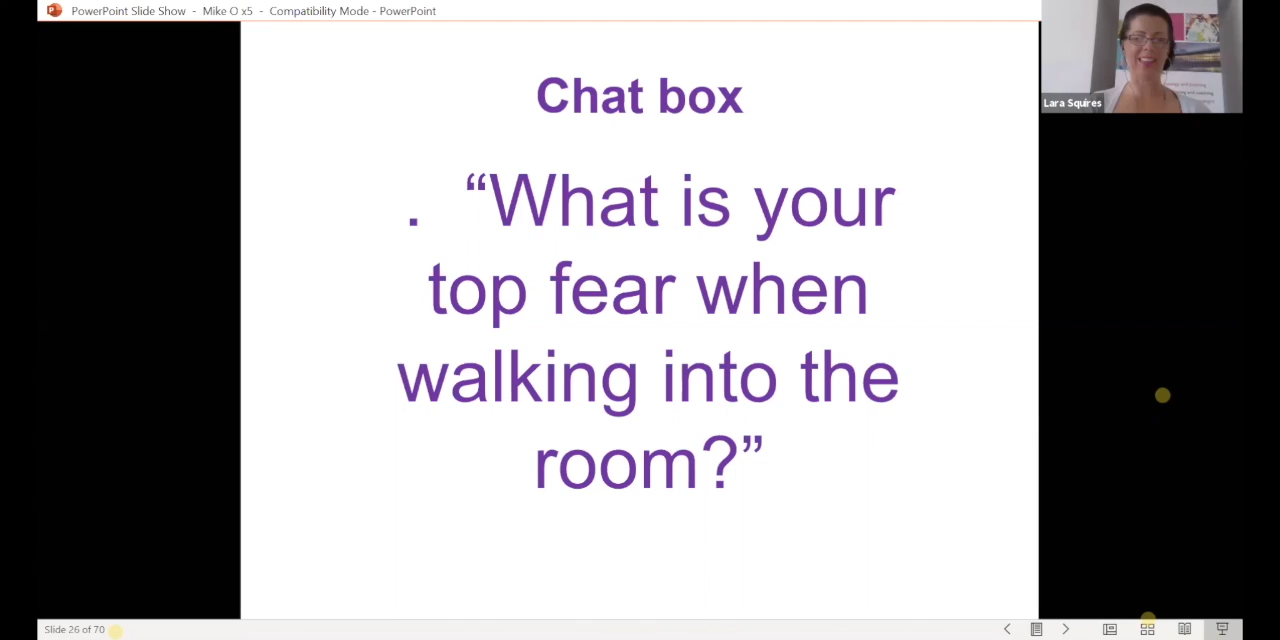 PowerPoint Slide Show - Mike O x5 - Compatibility Mode - PowerPoint
Lara Squires
Chat box
. “What is your
top fear when
walking into the
room?”
Slide 26 of 70